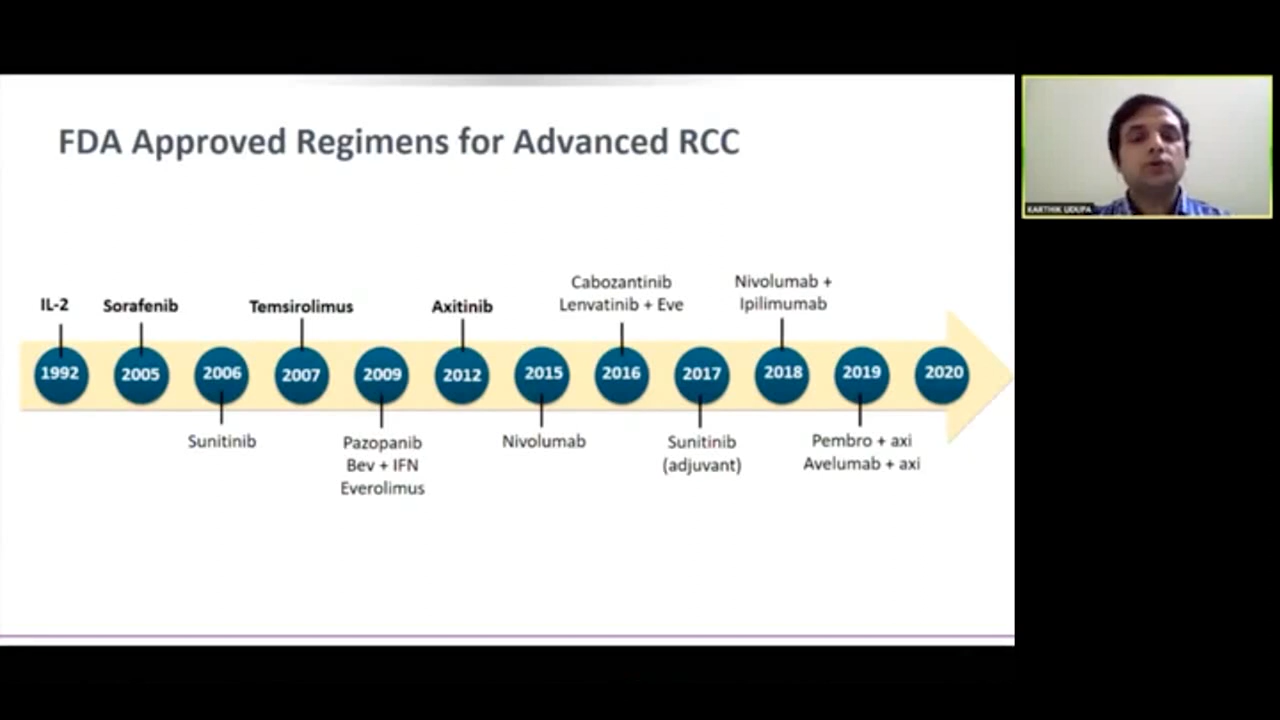 FDA Approved Regimens for Advanced RCC
IL-2
Sorafenib
Temsirolimus
Axitinib
Cabozantinib
Lenvatinib + Eve
Nivolumab +
Ipilimumab
1992
2005
2006
2007
2009
2012
2015
2016
2017
2018
2019
2020
Sunitinib
Pazopanib
Bev + IFN
Everolimus
Nivolumab
Sunitinib
(adjuvant)
Pembro + axi
Avelumab + axi
KARTHIK UDUPA